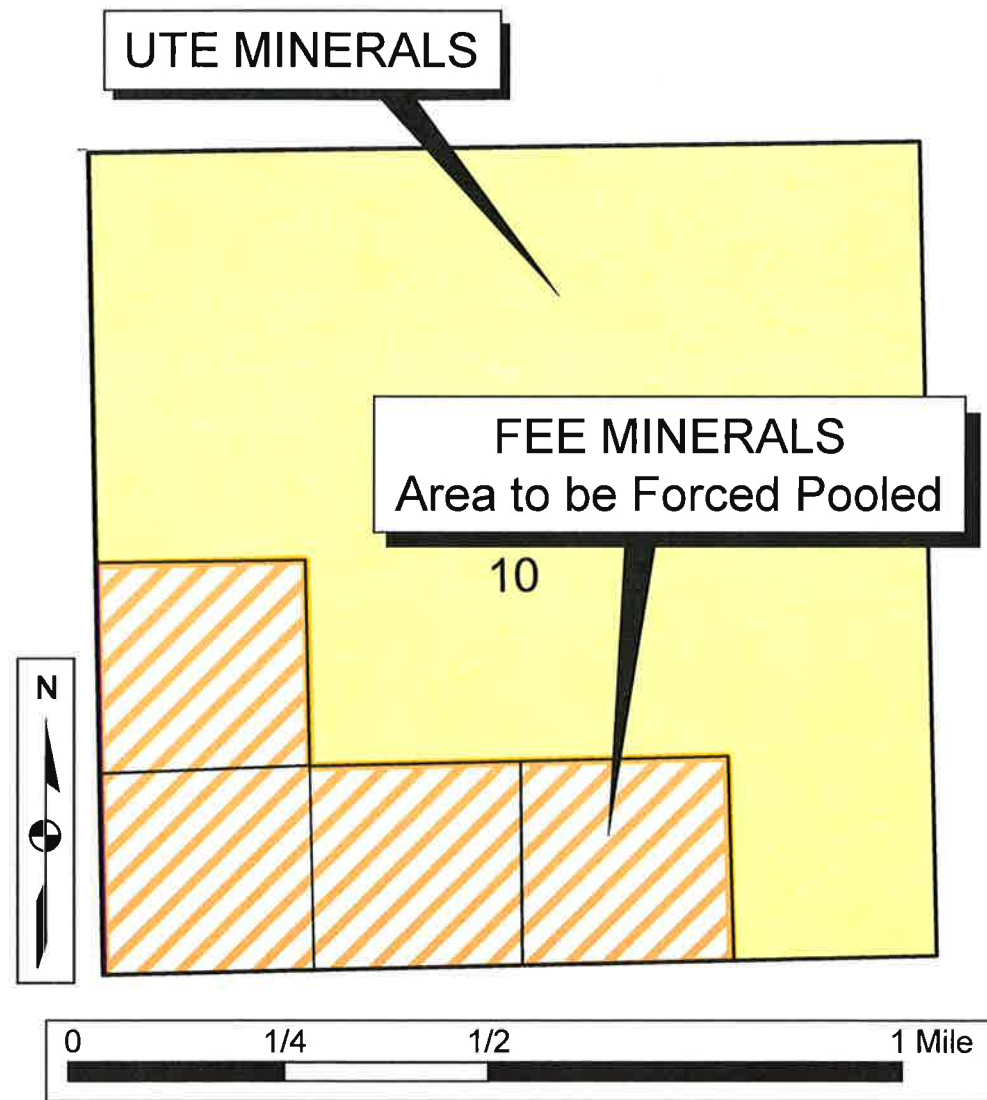 UTE MINERALS
FEE MINERALS
Area to be Forced Pooled
10
N
0 1/4 1/2 1 Mile